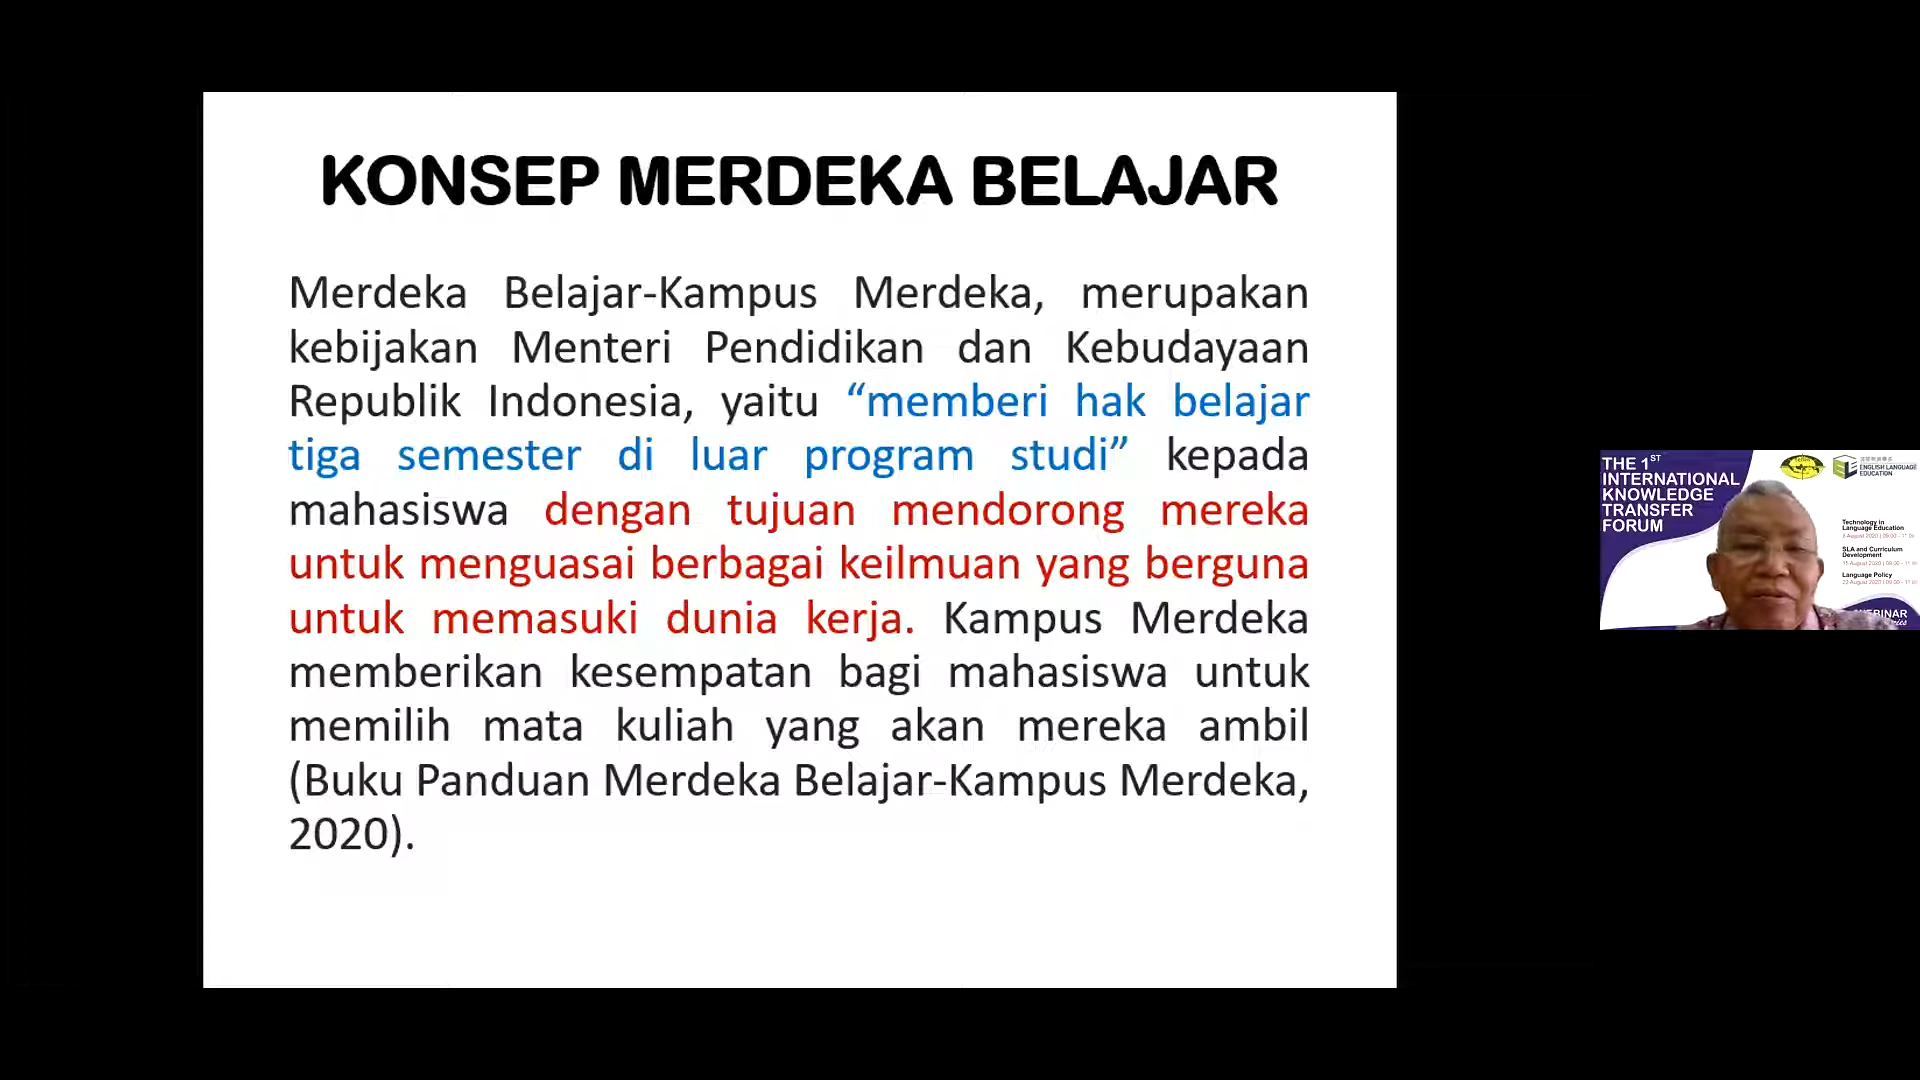 KONSEP MERDEKA BELAJAR
Merdeka Belajar-Kampus Merdeka, merupakan
kebijakan Menteri Pendidikan dan Kebudayaan
Republik Indonesia, yaitu “memberi hak belajar
tiga semester di luar program studi” kepada
mahasiswa dengan tujuan mendorong mereka
untuk menguasai berbagai keilmuan yang berguna
untuk memasuki dunia kerja. Kampus Merdeka
memberikan kesempatan bagi mahasiswa untuk
memilih mata kuliah yang akan mereka ambil
(Buku Panduan Merdeka Belajar-Kampus Merdeka,
2020).
THE 1ST
INTERNATIONAL
KNOWLEDGE
TRANSFER
FORUM
ENGLISH LANGUAGE
EDUCATION
Technology in
Language Education
SLA and Curriculum
Development
Language Policy